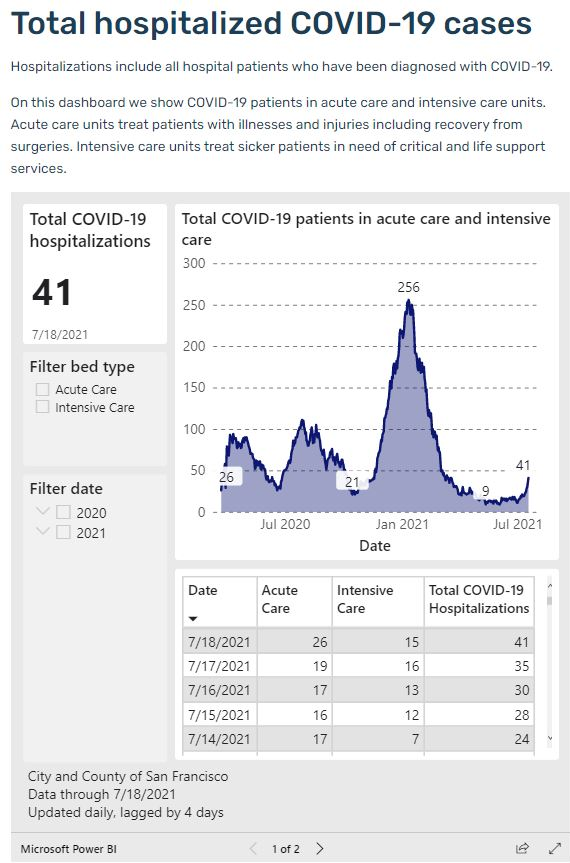 Total hospitalized COVID-19 cases
Hospitalizations include all hospital patients who have been diagnosed with COVID-19.
On this dashboard we show COVID-19 patients in acute care and intensive care units.
Acute care units treat patients with illnesses and injuries including recovery from
surgeries. Intensive care units treat sicker patients in need of critical and life support
services.
Total COVID-19
hospitalizations
41
7/18/2021
Filter bed type
Acute Care
Intensive Care
Filter date
2020
2021
Total COVID-19 patients in acute care and intensive
care
300
250
200
150
100
50
0
26
21
256
9
41
Jul 2020 Jan 2021 Jul 2021
Date
Date Acute Intensive Total COVID-19
Care Care Hospitalizations
7/18/2021 26 15 41
7/17/2021 19 16 35
7/16/2021 17 13 30
7/15/2021 16 12 28
7/14/2021 17 7 24
City and County of San Francisco
Data through 7/18/2021
Updated daily, lagged by 4 days
Microsoft Power BI 1 of 2